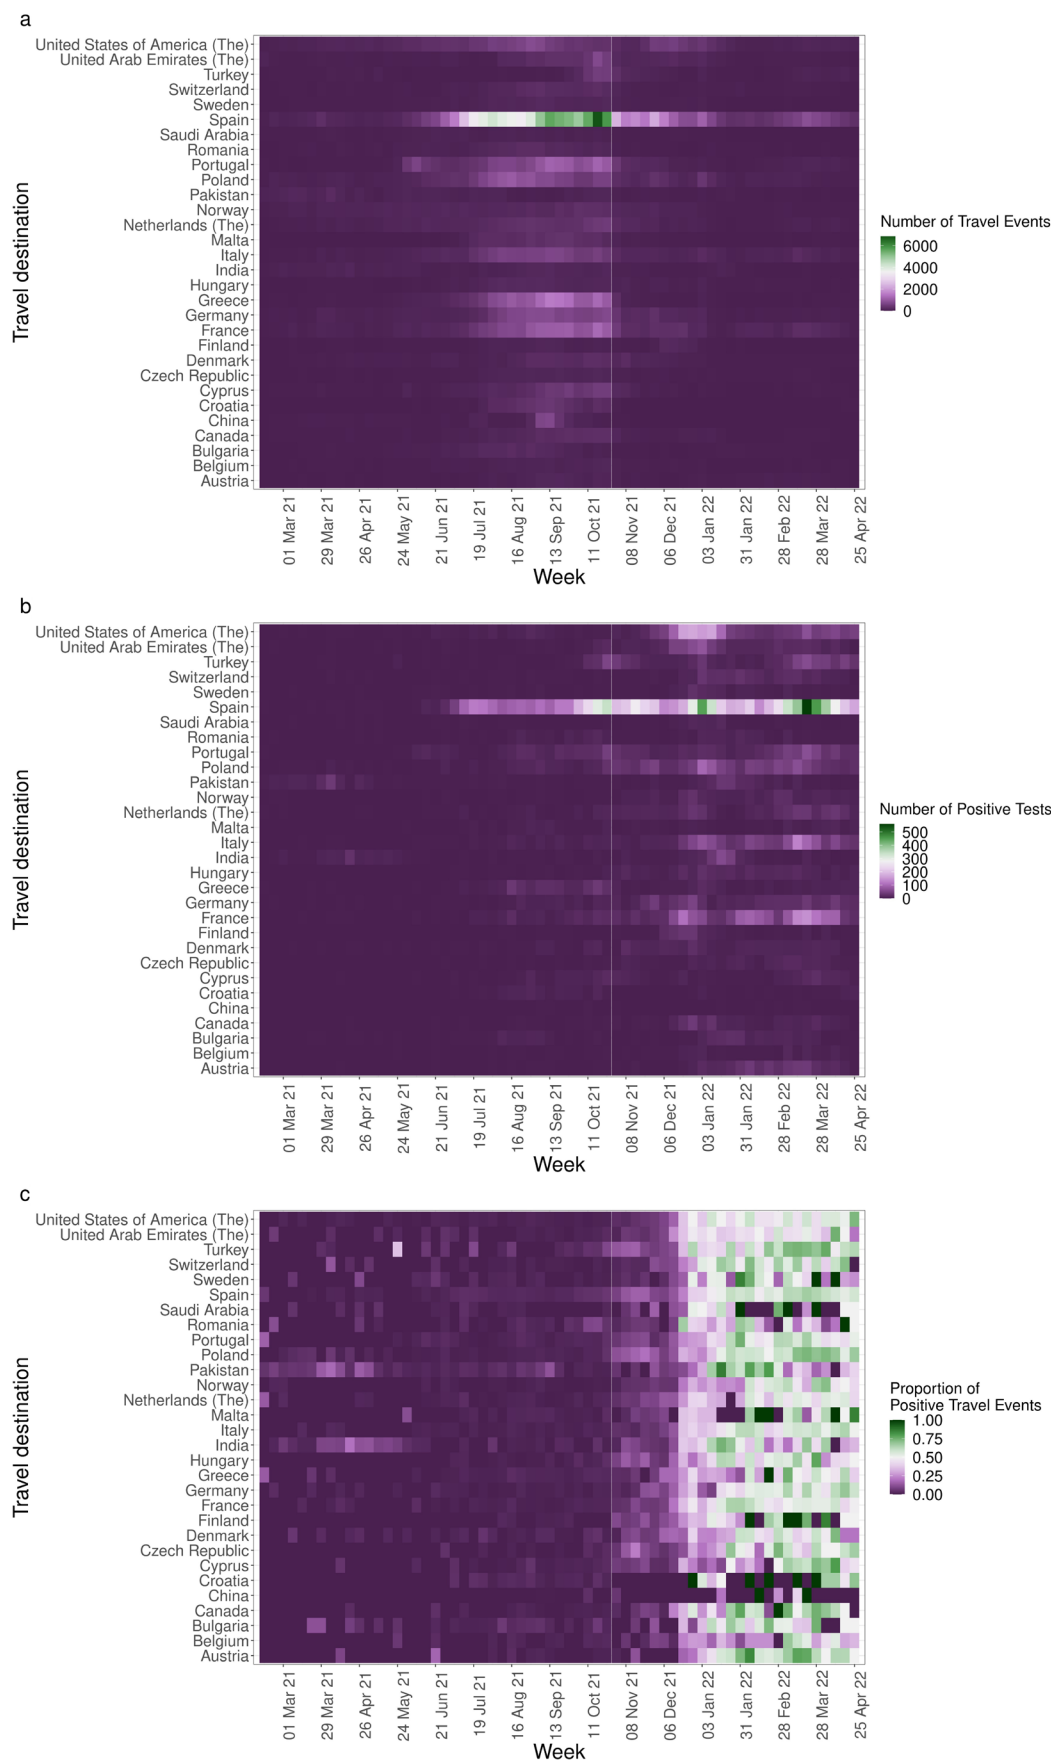 a
United States of America (The)
United Arab Emirates (The)
Turkey
Switzerland
Sweden
Spain
Saudi Arabia
Romania
Portugal
Poland
Pakistan
Norway
Netherlands (The)
Malta
Italy
India
Hungary
Greece
Germany
France
Finland
Denmark
Czech Republic
Cyprus
Croatia
China
Canada
Bulgaria
Belgium
Austria
Travel destination
01 Mar 21
29 Mar 21
26 Apr 21
24 May 21
21 Jun 21
19 Jul 21
16 Aug 21
13 Sep 21
11 Oct 21
08 Nov 21
06 Dec 21
03 Jan 22
31 Jan 22
28 Feb 22
28 Mar 22
25 Apr 22
Week
Number of Travel Events
6000
4000
2000
0
b
United States of America (The)
United Arab Emirates (The)
Turkey
Switzerland
Sweden
Spain
Saudi Arabia
Romania
Portugal
Poland
Pakistan
Norway
Netherlands (The)
Malta
Italy
India
Hungary
Greece
Germany
France
Finland
Denmark
Czech Republic
Cyprus
Croatia
China
Canada
Bulgaria
Belgium
Austria
Travel destination
01 Mar 21
29 Mar 21
26 Apr 21
24 May 21
21 Jun 21
19 Jul 21
16 Aug 21
13 Sep 21
11 Oct 21
08 Nov 21
06 Dec 21
03 Jan 22
31 Jan 22
28 Feb 22
28 Mar 22
25 Apr 22
Week
Number of Positive Tests
500
400
300
200
100
0
c
United States of America (The)
United Arab Emirates (The)
Turkey
Switzerland
Sweden
Spain
Saudi Arabia
Romania
Portugal
Poland
Pakistan
Norway
Netherlands (The)
Malta
Italy
India
Hungary
Greece
Germany
France
Finland
Denmark
Czech Republic
Cyprus
Croatia
China
Canada
Bulgaria
Belgium
Austria
Travel destination
01 Mar 21
29 Mar 21
26 Apr 21
24 May 21
21 Jun 21
19 Jul 21
16 Aug 21
13 Sep 21
11 Oct 21
08 Nov 21
06 Dec 21
03 Jan 22
31 Jan 22
28 Feb 22
28 Mar 22
25 Apr 22
Week
Proportion of
Positive Travel Events
1.00
0.75
0.50
0.25
0.00